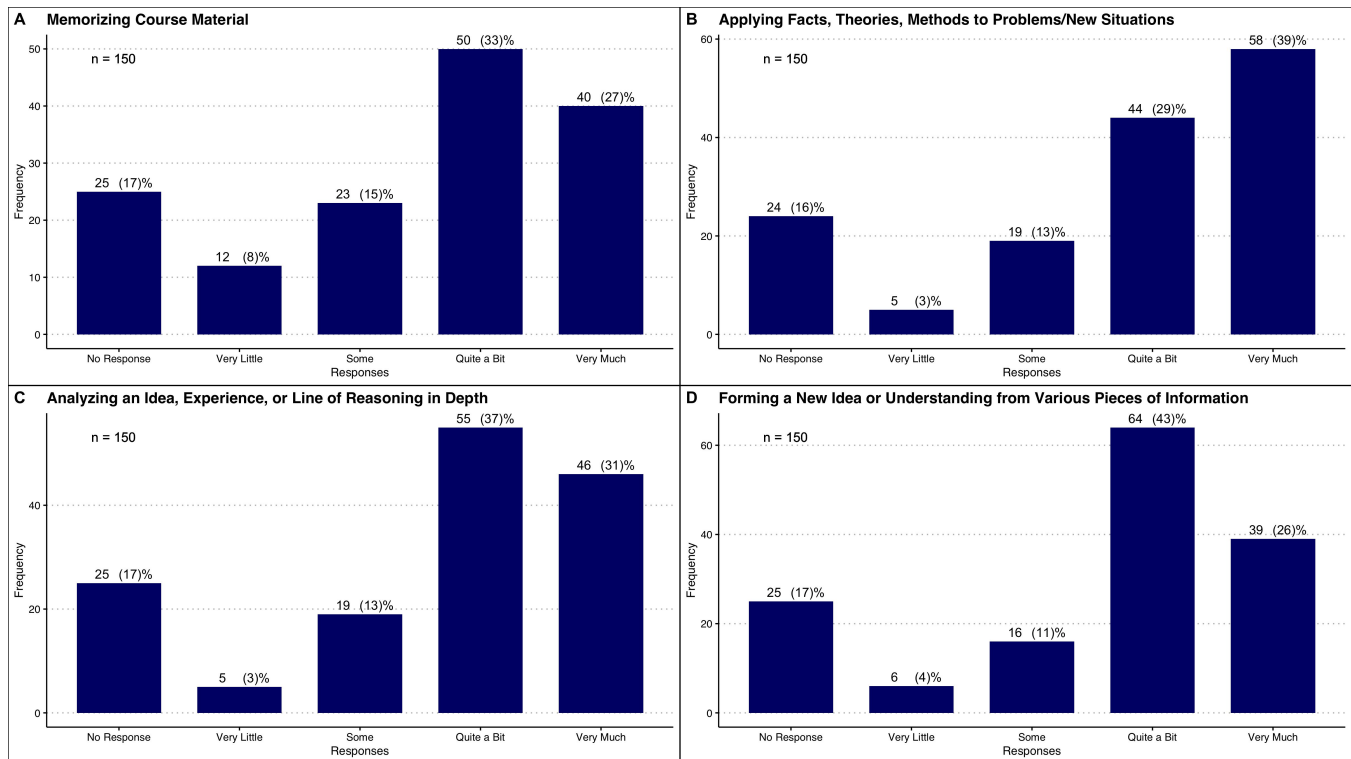 A Memorizing Course Material
n = 150
Frequency
50
40
30
20
10
0
25 (17)%
12 (8)%
23 (15)%
50 (33)%
40 (27)%
No Response Very Little Some Quite a Bit Very Much
Responses
B Applying Facts, Theories, Methods to Problems/New Situations
n = 150
Frequency
60
40
20
0
24 (16)%
5 (3)%
19 (13)%
44 (29)%
58 (39)%
No Response Very Little Some Quite a Bit Very Much
Responses
C Analyzing an Idea, Experience, or Line of Reasoning in Depth
n = 150
Frequency
40
20
0
25 (17)%
5 (3)%
19 (13)%
55 (37)%
46 (31)%
No Response Very Little Some Quite a Bit Very Much
Responses
D Forming a New Idea or Understanding from Various Pieces of Information
n = 150
Frequency
60
40
20
0
25 (17)%
6 (4)%
16 (11)%
64 (43)%
39 (26)%
No Response Very Little Some Quite a Bit Very Much
Responses